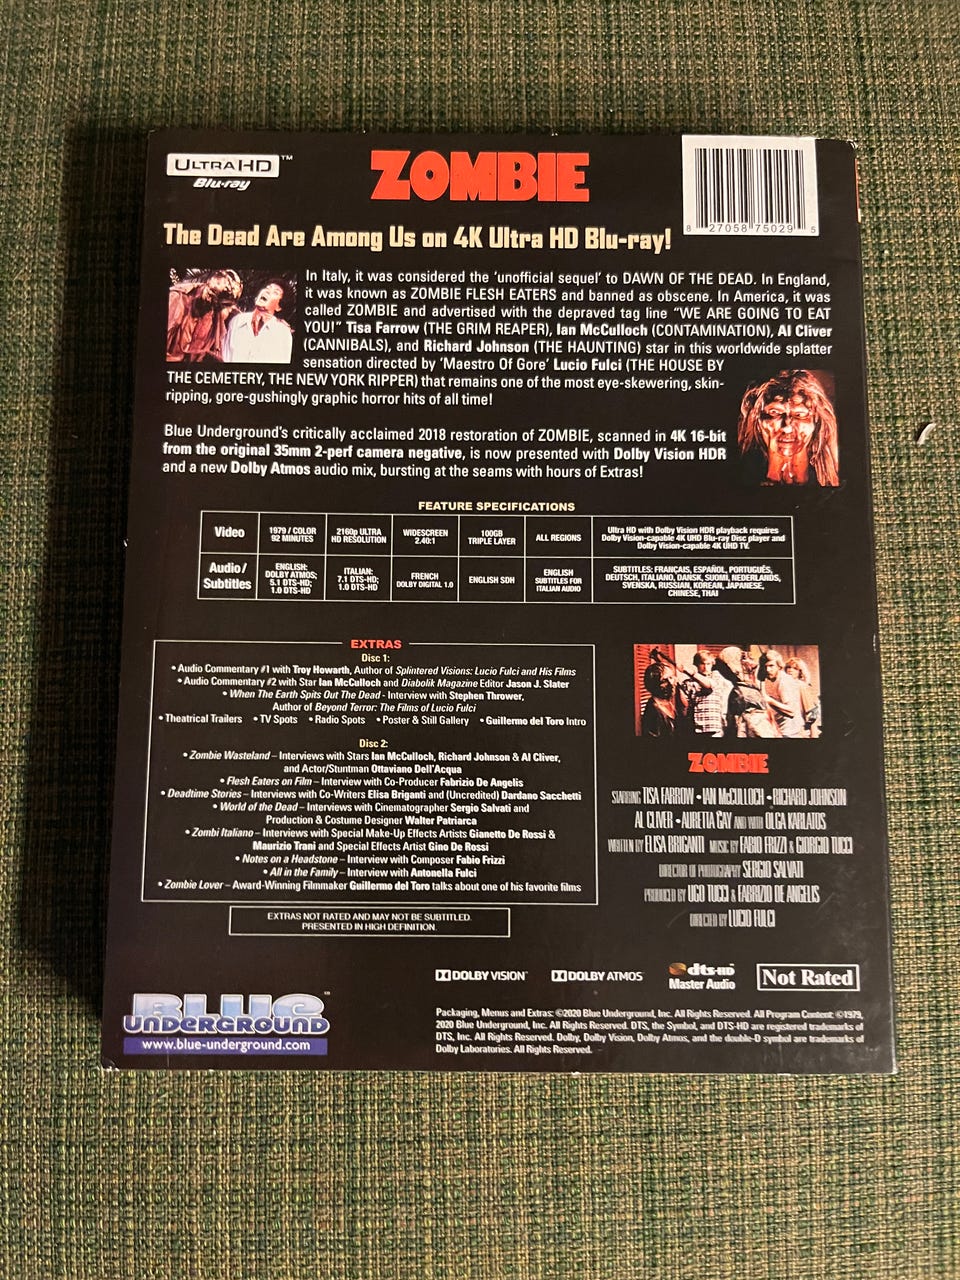 ULTRA HD™
Blu-ray
ZOMBIE
8 27058 75029 5
The Dead Are Among Us on 4K Ultra HD Blu-ray!
In Italy, it was considered the 'unofficial sequel' to DAWN OF THE DEAD. In England,
it was known as ZOMBIE FLESH EATERS and banned as obscene. In America, it was
called ZOMBIE and advertised with the depraved tag line "WE ARE GOING TO EAT
YOU!" Tisa Farrow (THE GRIM REAPER), Ian McCulloch (CONTAMINATION), Al Cliver
(CANNIBALS), and Richard Johnson (THE HAUNTING) star in this worldwide splatter
sensation directed by 'Maestro Of Gore' Lucio Fulci (THE HOUSE BY
THE CEMETERY, THE NEW YORK RIPPER) that remains one of the most eye-skewering, skin-
ripping, gore-gushingly graphic horror hits of all time!
Blue Underground's critically acclaimed 2018 restoration of ZOMBIE, scanned in 4K 16-bit
from the original 35mm 2-perf camera negative, is now presented with Dolby Vision HDR
and a new Dolby Atmos audio mix, bursting at the seams with hours of Extras!
FEATURE SPECIFICATIONS
Video
1979 / COLOR
92 MINUTES
2160p ULTRA
HD RESOLUTION
WIDESCREEN
2.40:1
100GB
TRIPLE LAYER
ALL REGIONS
Ultra HD with Dolby Vision HDR playback requires
Dolby Vision-capable 4K UHD Blu-ray Disc player and
Dolby Vision-capable 4K UHD TV.
Audio/
Subtitles
ENGLISH:
DOLBY ATMOS;
5.1 DTS-HD;
1.0 DTS-HD
ITALIAN:
7.1 DTS-HD;
1.0 DTS-HD
FRENCH
DOLBY DIGITAL 1.0
ENGLISH SDH
ENGLISH
SUBTITLES FOR
ITALIAN AUDIO
SUBTITLES: FRANÇAIS, ESPAÑOL, PORTUGUÊS,
DEUTSCH, ITALIANO, DANSK, SUOMI, NEDERLANDS,
SVENSKA, RUSSIAN, KOREAN, JAPANESE,
CHINESE, THAI
EXTRAS
Disc 1:
• Audio Commentary #1 with Troy Howarth, Author of Splintered Visions: Lucio Fulci and His Films
• Audio Commentary #2 with Star Ian McCulloch and Diabolik Magazine Editor Jason J. Slater
• When The Earth Spits Out The Dead - Interview with Stephen Thrower,
Author of Beyond Terror: The Films of Lucio Fulci
• Theatrical Trailers • TV Spots • Radio Spots • Poster & Still Gallery • Guillermo del Toro Intro
Disc 2:
• Zombie Wasteland – Interviews with Stars Ian McCulloch, Richard Johnson & Al Cliver,
and Actor/Stuntman Ottaviano Dell'Acqua
• Flesh Eaters on Film – Interview with Co-Producer Fabrizio De Angelis
• Deadtime Stories – Interviews with Co-Writers Elisa Briganti and (Uncredited) Dardano Sacchetti
• World of the Dead – Interviews with Cinematographer Sergio Salvati and
Production & Costume Designer Walter Patriarca
• Zombi Italiano – Interviews with Special Make-Up Effects Artists Gianetto De Rossi &
Maurizio Trani and Special Effects Artist Gino De Rossi
• Notes on a Headstone – Interview with Composer Fabio Frizzi
• All in the Family – Interview with Antonella Fulci
• Zombie Lover – Award-Winning Filmmaker Guillermo del Toro talks about one of his favorite films
EXTRAS NOT RATED AND MAY NOT BE SUBTITLED.
PRESENTED IN HIGH DEFINITION.
ZOMBIE
STARRING TISA FARROW • IAN McCULLOCH • RICHARD JOHNSON
AL CLIVER • AURETTA GAY AND WITH OLGA KARLATOS
WRITTEN BY ELISA BRIGANTI MUSIC BY FABIO FRIZZI & GIORGIO TUCCI
DIRECTOR OF PHOTOGRAPHY SERGIO SALVATI
PRODUCED BY UGO TUCCI & FABRIZIO DE ANGELIS
DIRECTED BY LUCIO FULCI
DOLBY VISION™
DOLBY ATMOS
dts-HD
Master Audio
Not Rated
BLUE
UNDERGROUND™
www.blue-underground.com
Packaging, Menus and Extras: ©2020 Blue Underground, Inc. All Rights Reserved. All Program Content: ©1979,
2020 Blue Underground, Inc. All Rights Reserved. DTS, the Symbol, and DTS-HD are registered trademarks of
DTS, Inc. All Rights Reserved. Dolby, Dolby Vision, Dolby Atmos, and the double-D symbol are trademarks of
Dolby Laboratories. All Rights Reserved.